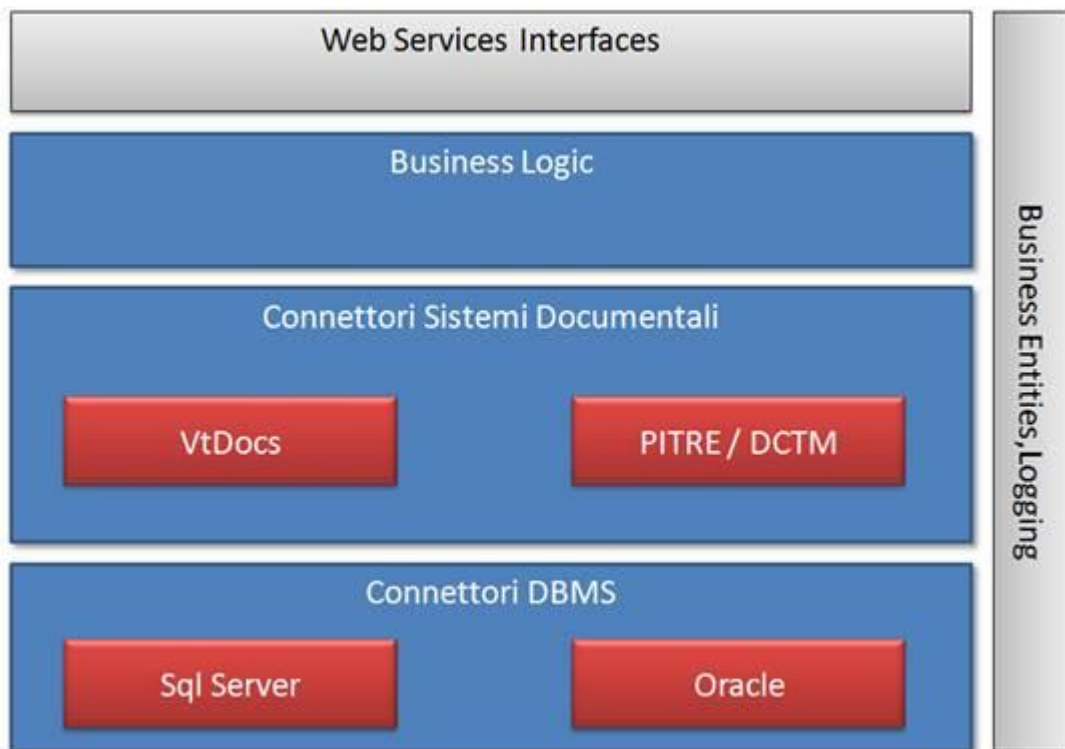 Web Services Interfaces
Business Logic
Connettori Sistemi Documentali
VtDocs
PITRE / DCTM
Connettori DBMS
Sql Server
Oracle
Business Entities,Logging